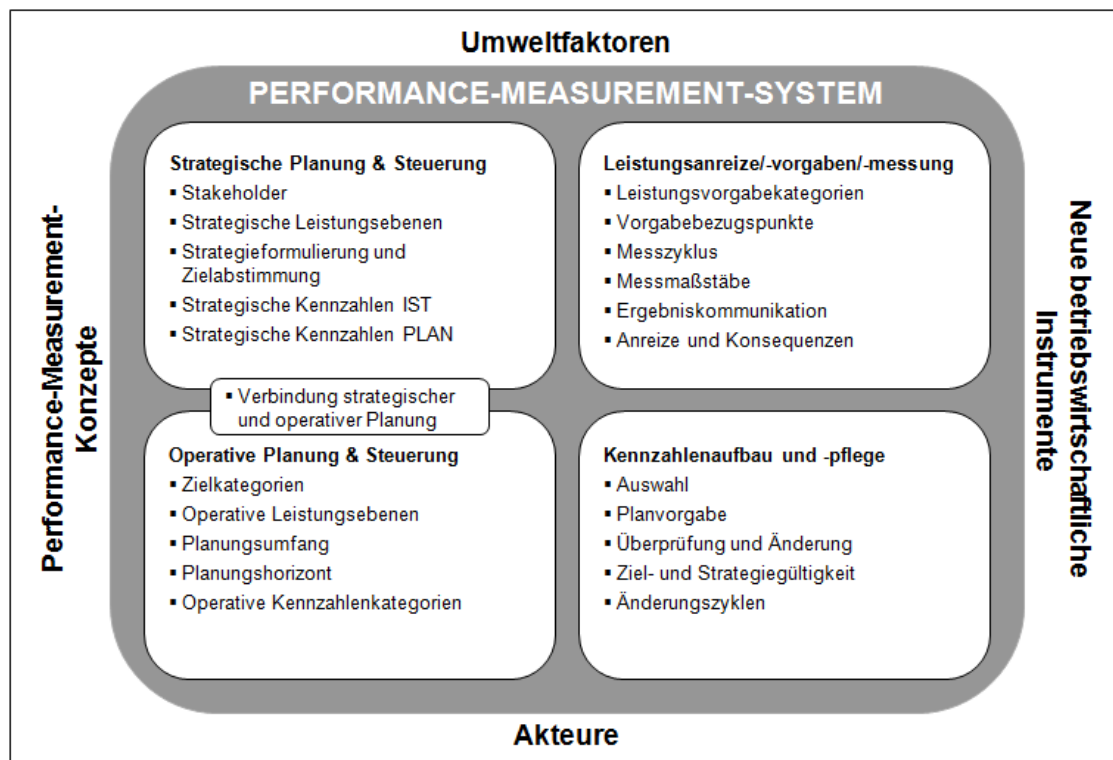 Umweltfaktoren
PERFORMANCE-MEASUREMENT-SYSTEM
Performance-Measurement-
Konzepte
Strategische Planung & Steuerung
▪ Stakeholder
▪ Strategische Leistungsebenen
▪ Strategieformulierung und
Zielabstimmung
▪ Strategische Kennzahlen IST
▪ Strategische Kennzahlen PLAN
Leistungsanreize/-vorgaben/-messung
▪ Leistungsvorgabekategorien
▪ Vorgabebezugspunkte
▪ Messzyklus
▪ Messmaßstäbe
▪ Ergebniskommunikation
▪ Anreize und Konsequenzen
▪ Verbindung strategischer
und operativer Planung
Operative Planung & Steuerung
▪ Zielkategorien
▪ Operative Leistungsebenen
▪ Planungsumfang
▪ Planungshorizont
▪ Operative Kennzahlenkategorien
Kennzahlenaufbau und -pflege
▪ Auswahl
▪ Planvorgabe
▪ Überprüfung und Änderung
▪ Ziel- und Strategiegültigkeit
▪ Änderungszyklen
Neue betriebswirtschaftliche
Instrumente
Akteure